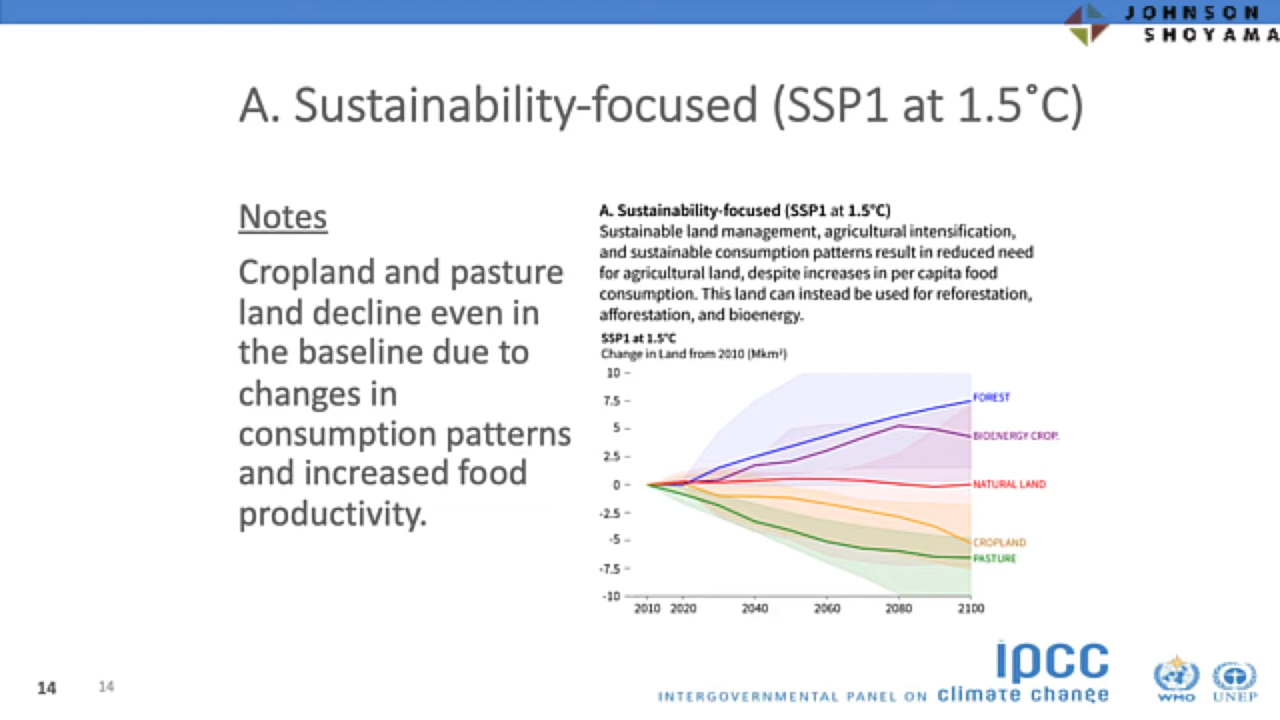 JOHNSON
SHOYAMA
A. Sustainability-focused (SSP1 at 1.5˚C)
Notes
Cropland and pasture
land decline even in
the baseline due to
changes in
consumption patterns
and increased food
productivity.
A. Sustainability-focused (SSP1 at 1.5°C)
Sustainable land management, agricultural intensification,
and sustainable consumption patterns result in reduced need
for agricultural land, despite increases in per capita food
consumption. This land can instead be used for reforestation,
afforestation, and bioenergy.
SSP1 at 1.5°C
Change in Land from 2010 (Mkm²)
10
7.5
5
2.5
0
-2.5
-5
-7.5
-10
FOREST
BIOENERGY CROP.
NATURAL LAND
CROPLAND
PASTURE
2010 2020 2040 2060 2080 2100
14 14
ipcc
INTERGOVERNMENTAL PANEL ON climate change
WMO UNEP